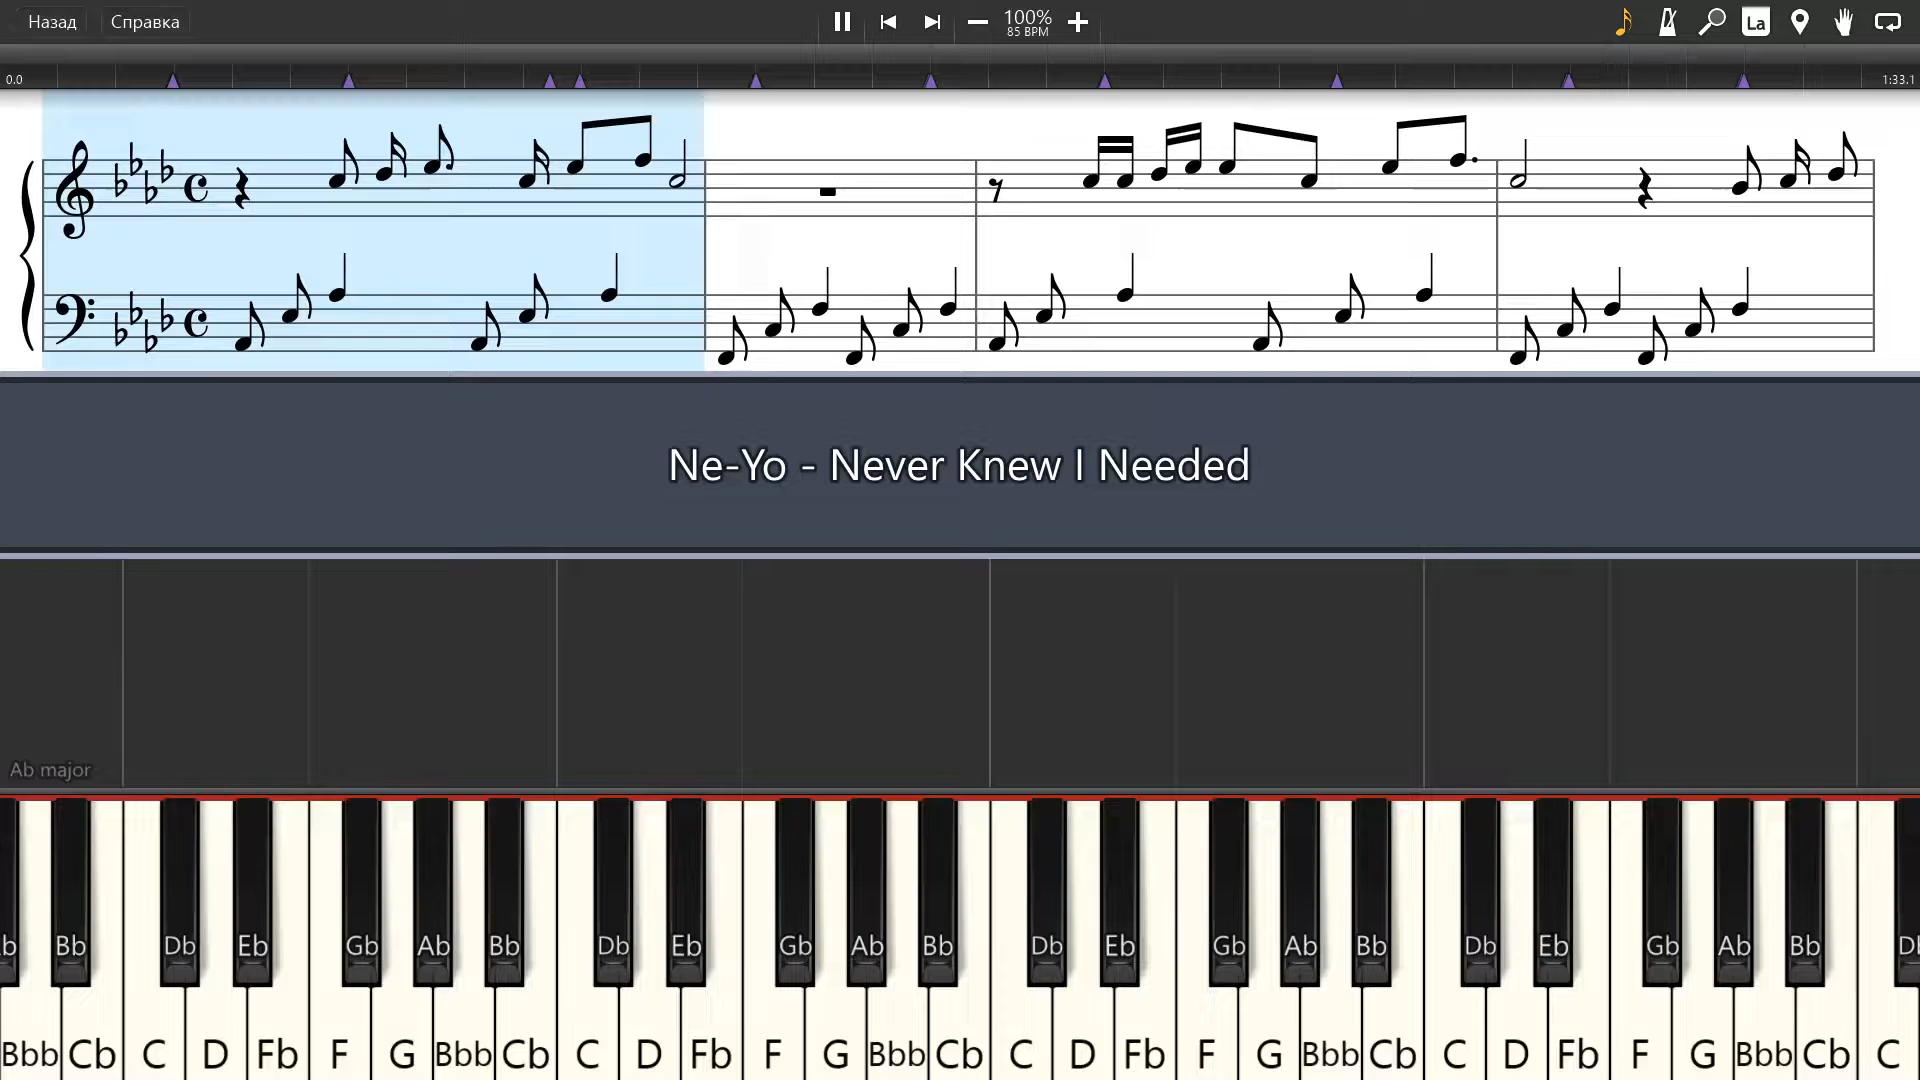 Назад Справка 100%
85 BPM
La
0.0 1:33.1
Ne-Yo - Never Knew I Needed
Ab major
Bb Db Eb Gb Ab Bb Db Eb Gb Ab Bb Db Eb Gb Ab Bb Db Eb Gb Ab Bb
Bbb Cb C D Fb F G Bbb Cb C D Fb F G Bbb Cb C D Fb F G Bbb Cb C D Fb F G Bbb Cb C